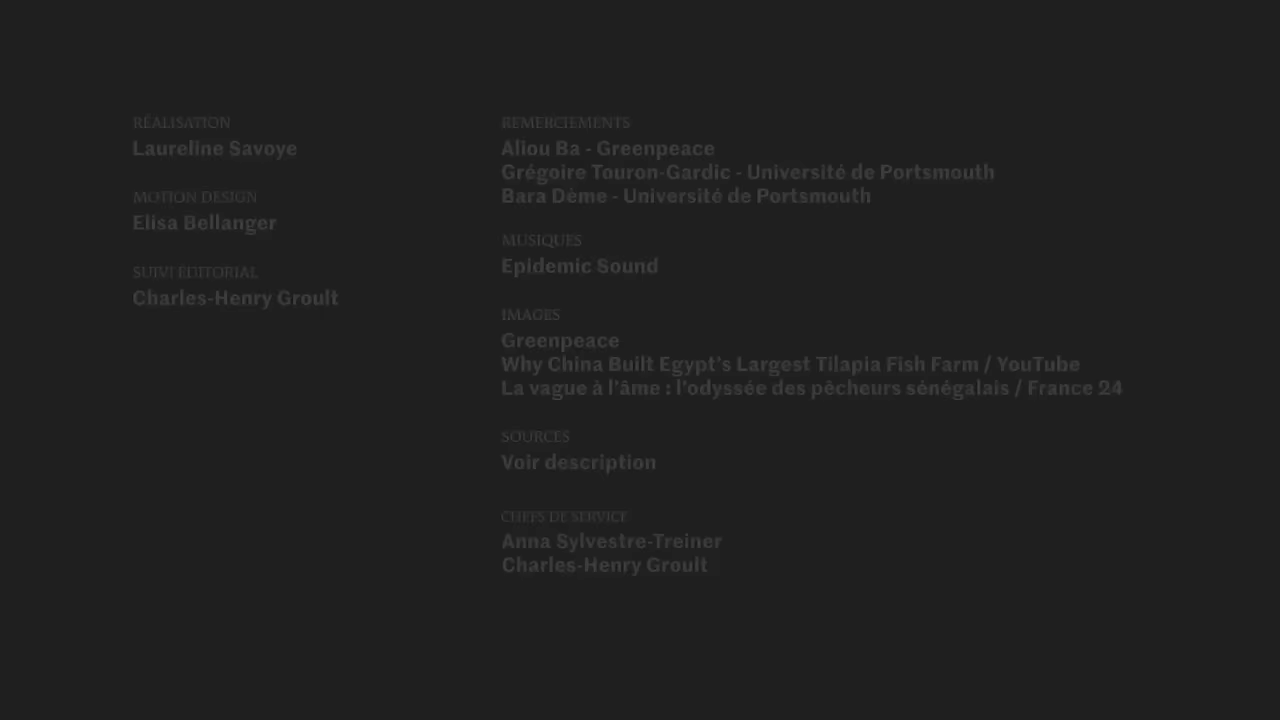 RÉALISATION
Laureline Savoye
MOTION DESIGN
Elisa Bellanger
SUIVI ÉDITORIAL
Charles-Henry Groult
REMERCIEMENTS
Aliou Ba - Greenpeace
Grégoire Touron-Gardic - Université de Portsmouth
Bara Dème - Université de Portsmouth
MUSIQUES
Epidemic Sound
IMAGES
Greenpeace
Why China Built Egypt's Largest Tilapia Fish Farm / YouTube
La vague à l'âme : l'odyssée des pêcheurs sénégalais / France 24
SOURCES
Voir description
CHEFS DE SERVICE
Anna Sylvestre-Treiner
Charles-Henry Groult